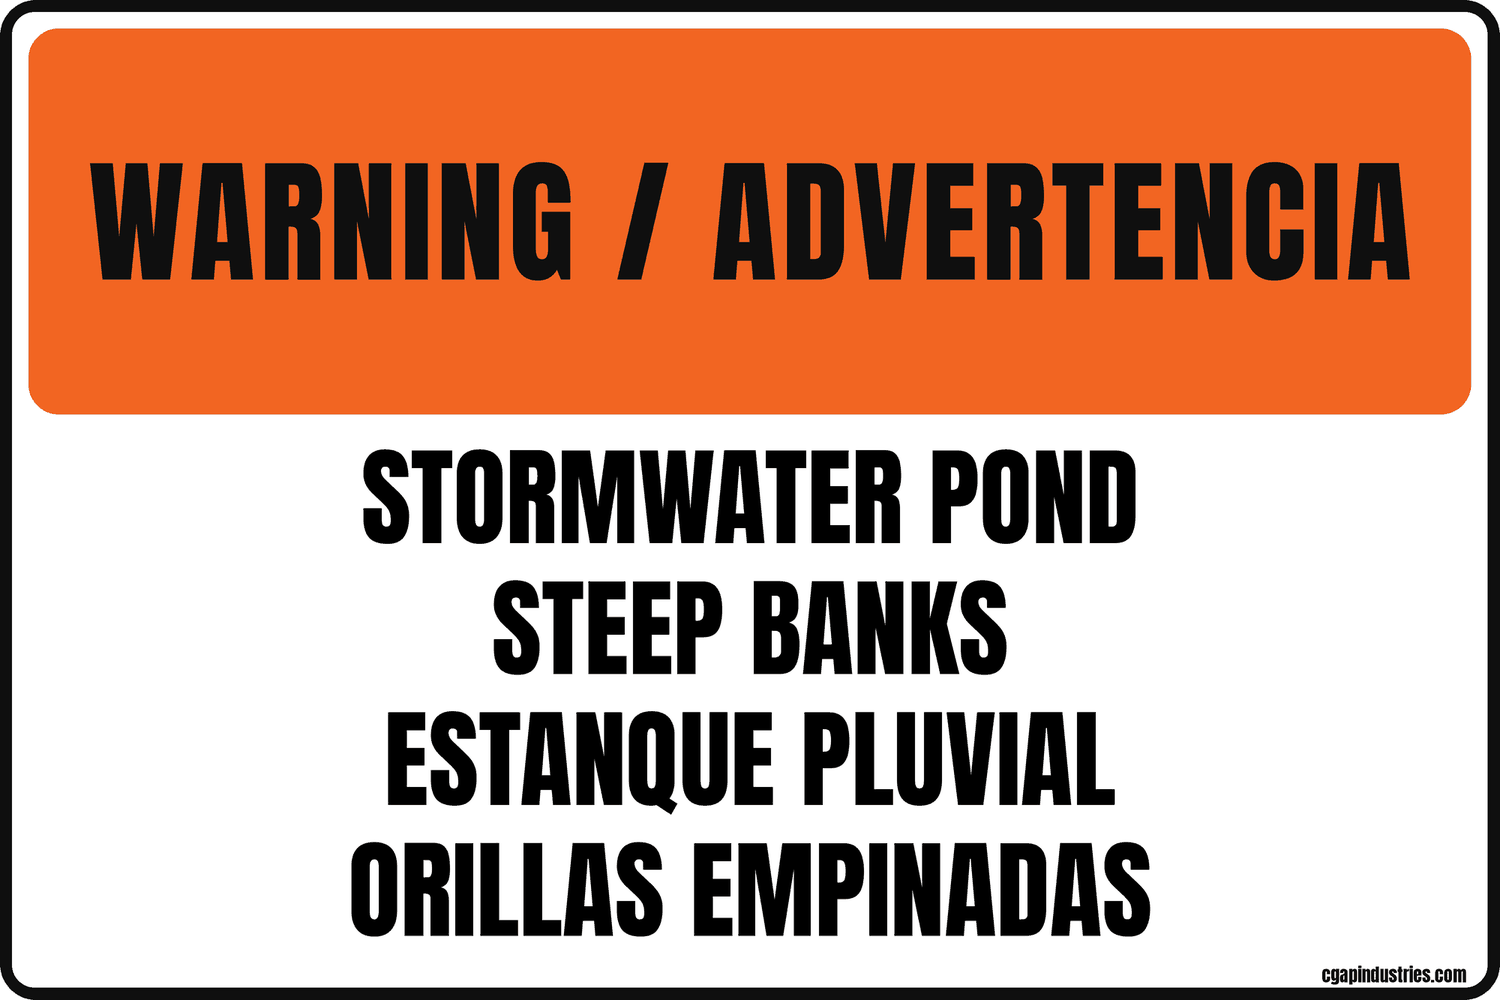 WARNING / ADVERTENCIA
STORMWATER POND
STEEP BANKS
ESTANQUE PLUVIAL
ORILLAS EMPINADAS
cgapindustries.com